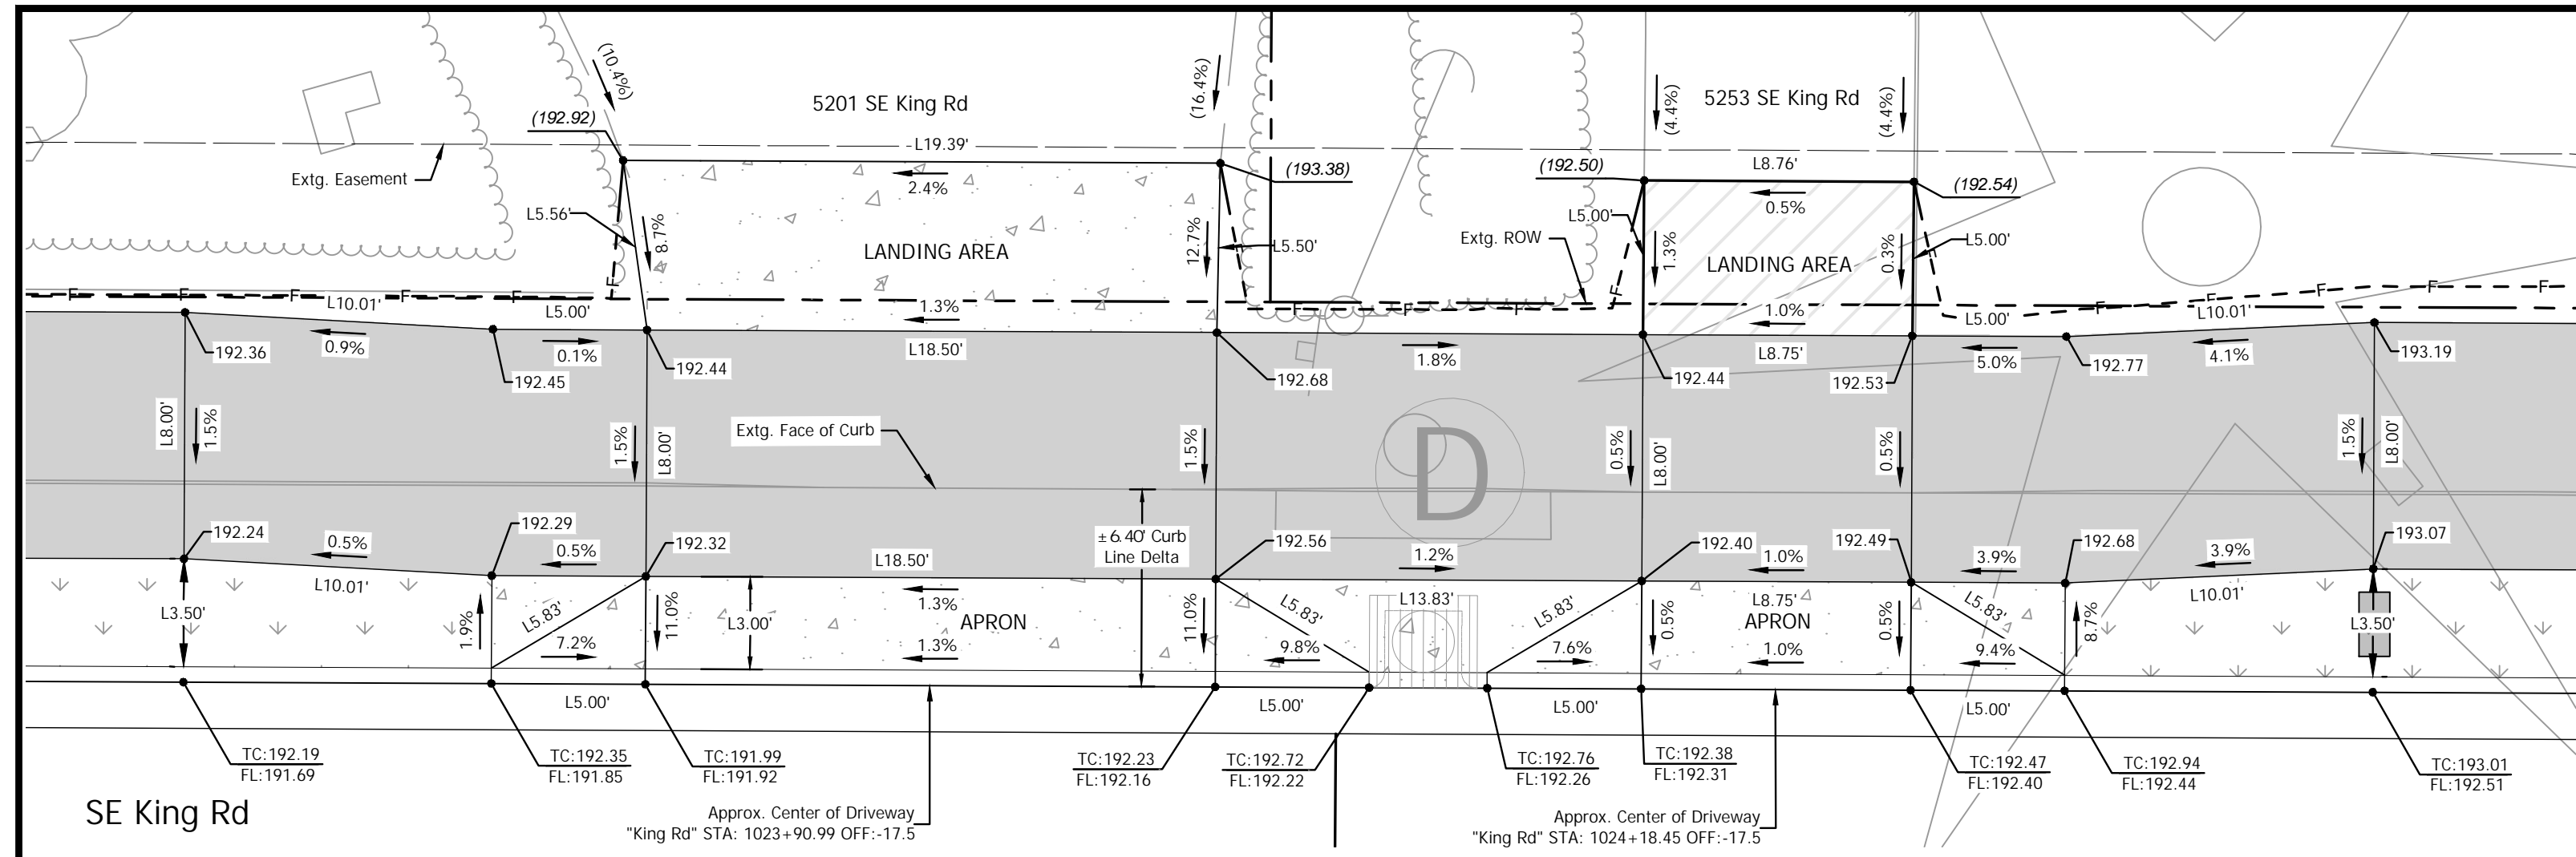 (10.4%)
5201 SE King Rd
(16.4%)
5253 SE King Rd
(4.4%)
(4.4%)
(192.92)
L19.39'
(193.38)
(192.50)
L8.76'
(192.54)
Extg. Easement
2.4%
0.5%
L5.56'
8.7%
LANDING AREA
12.7%
L5.50'
Extg. ROW
L5.00'
1.3%
LANDING AREA
0.3%
L5.00'
F
F
F
F
F
F
F
F
F
F
F
F
F
F
L10.01'
L5.00'
1.3%
1.0%
L5.00'
L10.01'
192.36
0.9%
0.1%
192.45
192.44
L18.50'
192.68
1.8%
192.44
L8.75'
192.53
5.0%
192.77
4.1%
193.19
L8.00'
1.5%
1.5%
L8.00'
Extg. Face of Curb
1.5%
D
0.5%
L8.00'
0.5%
1.5%
L8.00'
192.24
0.5%
192.29
0.5%
192.32
L18.50'
±6.40' Curb
Line Delta
192.56
1.2%
192.40
1.0%
192.49
3.9%
192.68
3.9%
193.07
L10.01'
L3.50'
1.9%
L5.83'
7.2%
11.0%
L3.00'
1.3%
APRON
1.3%
11.0%
L5.83'
9.8%
L13.83'
L5.83'
7.6%
0.5%
L8.75'
APRON
1.0%
0.5%
L5.83'
9.4%
8.7%
L10.01'
L3.50'
L5.00'
L5.00'
L5.00'
L5.00'
TC:192.19
FL:191.69
TC:192.35
FL:191.85
TC:191.99
FL:191.92
TC:192.23
FL:192.16
TC:192.72
FL:192.22
TC:192.76
FL:192.26
TC:192.38
FL:192.31
TC:192.47
FL:192.40
TC:192.94
FL:192.44
TC:193.01
FL:192.51
SE King Rd
Approx. Center of Driveway
"King Rd" STA: 1023+90.99 OFF:-17.5
Approx. Center of Driveway
"King Rd" STA: 1024+18.45 OFF:-17.5